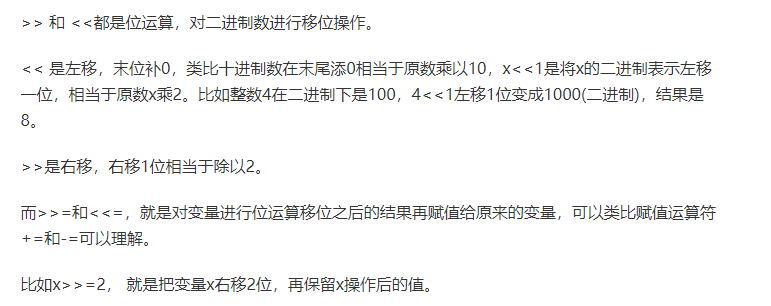 >> 和 <<都是位运算，对二进制数进行移位操作。
<< 是左移，末位补0，类比十进制数在末尾添0相当于原数乘以10，x<<1是将x的二进制表示左移
一位，相当于原数x乘2。比如整数4在二进制下是100，4<<1左移1位变成1000(二进制)，结果是
8。
>>是右移，右移1位相当于除以2。
而>>=和<<=，就是对变量进行位运算移位之后的结果再赋值给原来的变量，可以类比赋值运算符
+=和-=可以理解。
比如x>>=2， 就是把变量x右移2位，再保留x操作后的值。